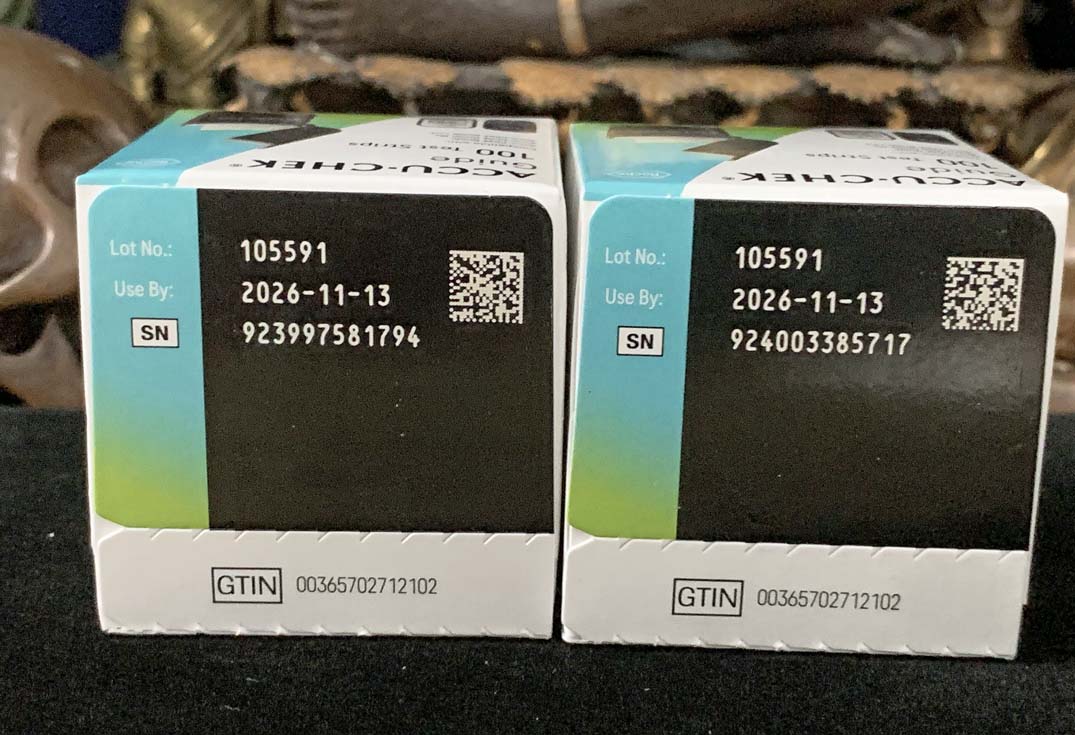 ACCU-CHEK®
Guide
100 Test Strips
Lot No.: 105591
Use By: 2026-11-13
SN 923997581794
GTIN 00365702712102
ACCU-CHEK®
Guide
100 Test Strips
Lot No.: 105591
Use By: 2026-11-13
SN 924003385717
GTIN 00365702712102